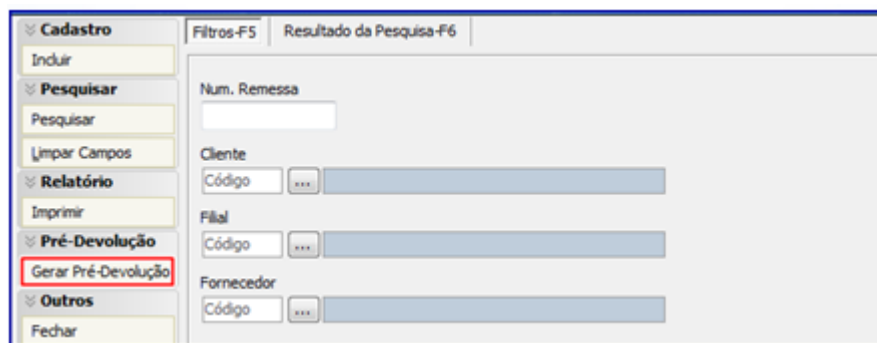 Cadastro
Incluir
Pesquisar
Pesquisar
Limpar Campos
Relatório
Imprimir
Pré-Devolução
Gerar Pré-Devolução
Outros
Fechar
Filtros-F5
Resultado da Pesquisa-F6
Num. Remessa
Cliente
Código ...
Filial
Código ...
Fornecedor
Código ...